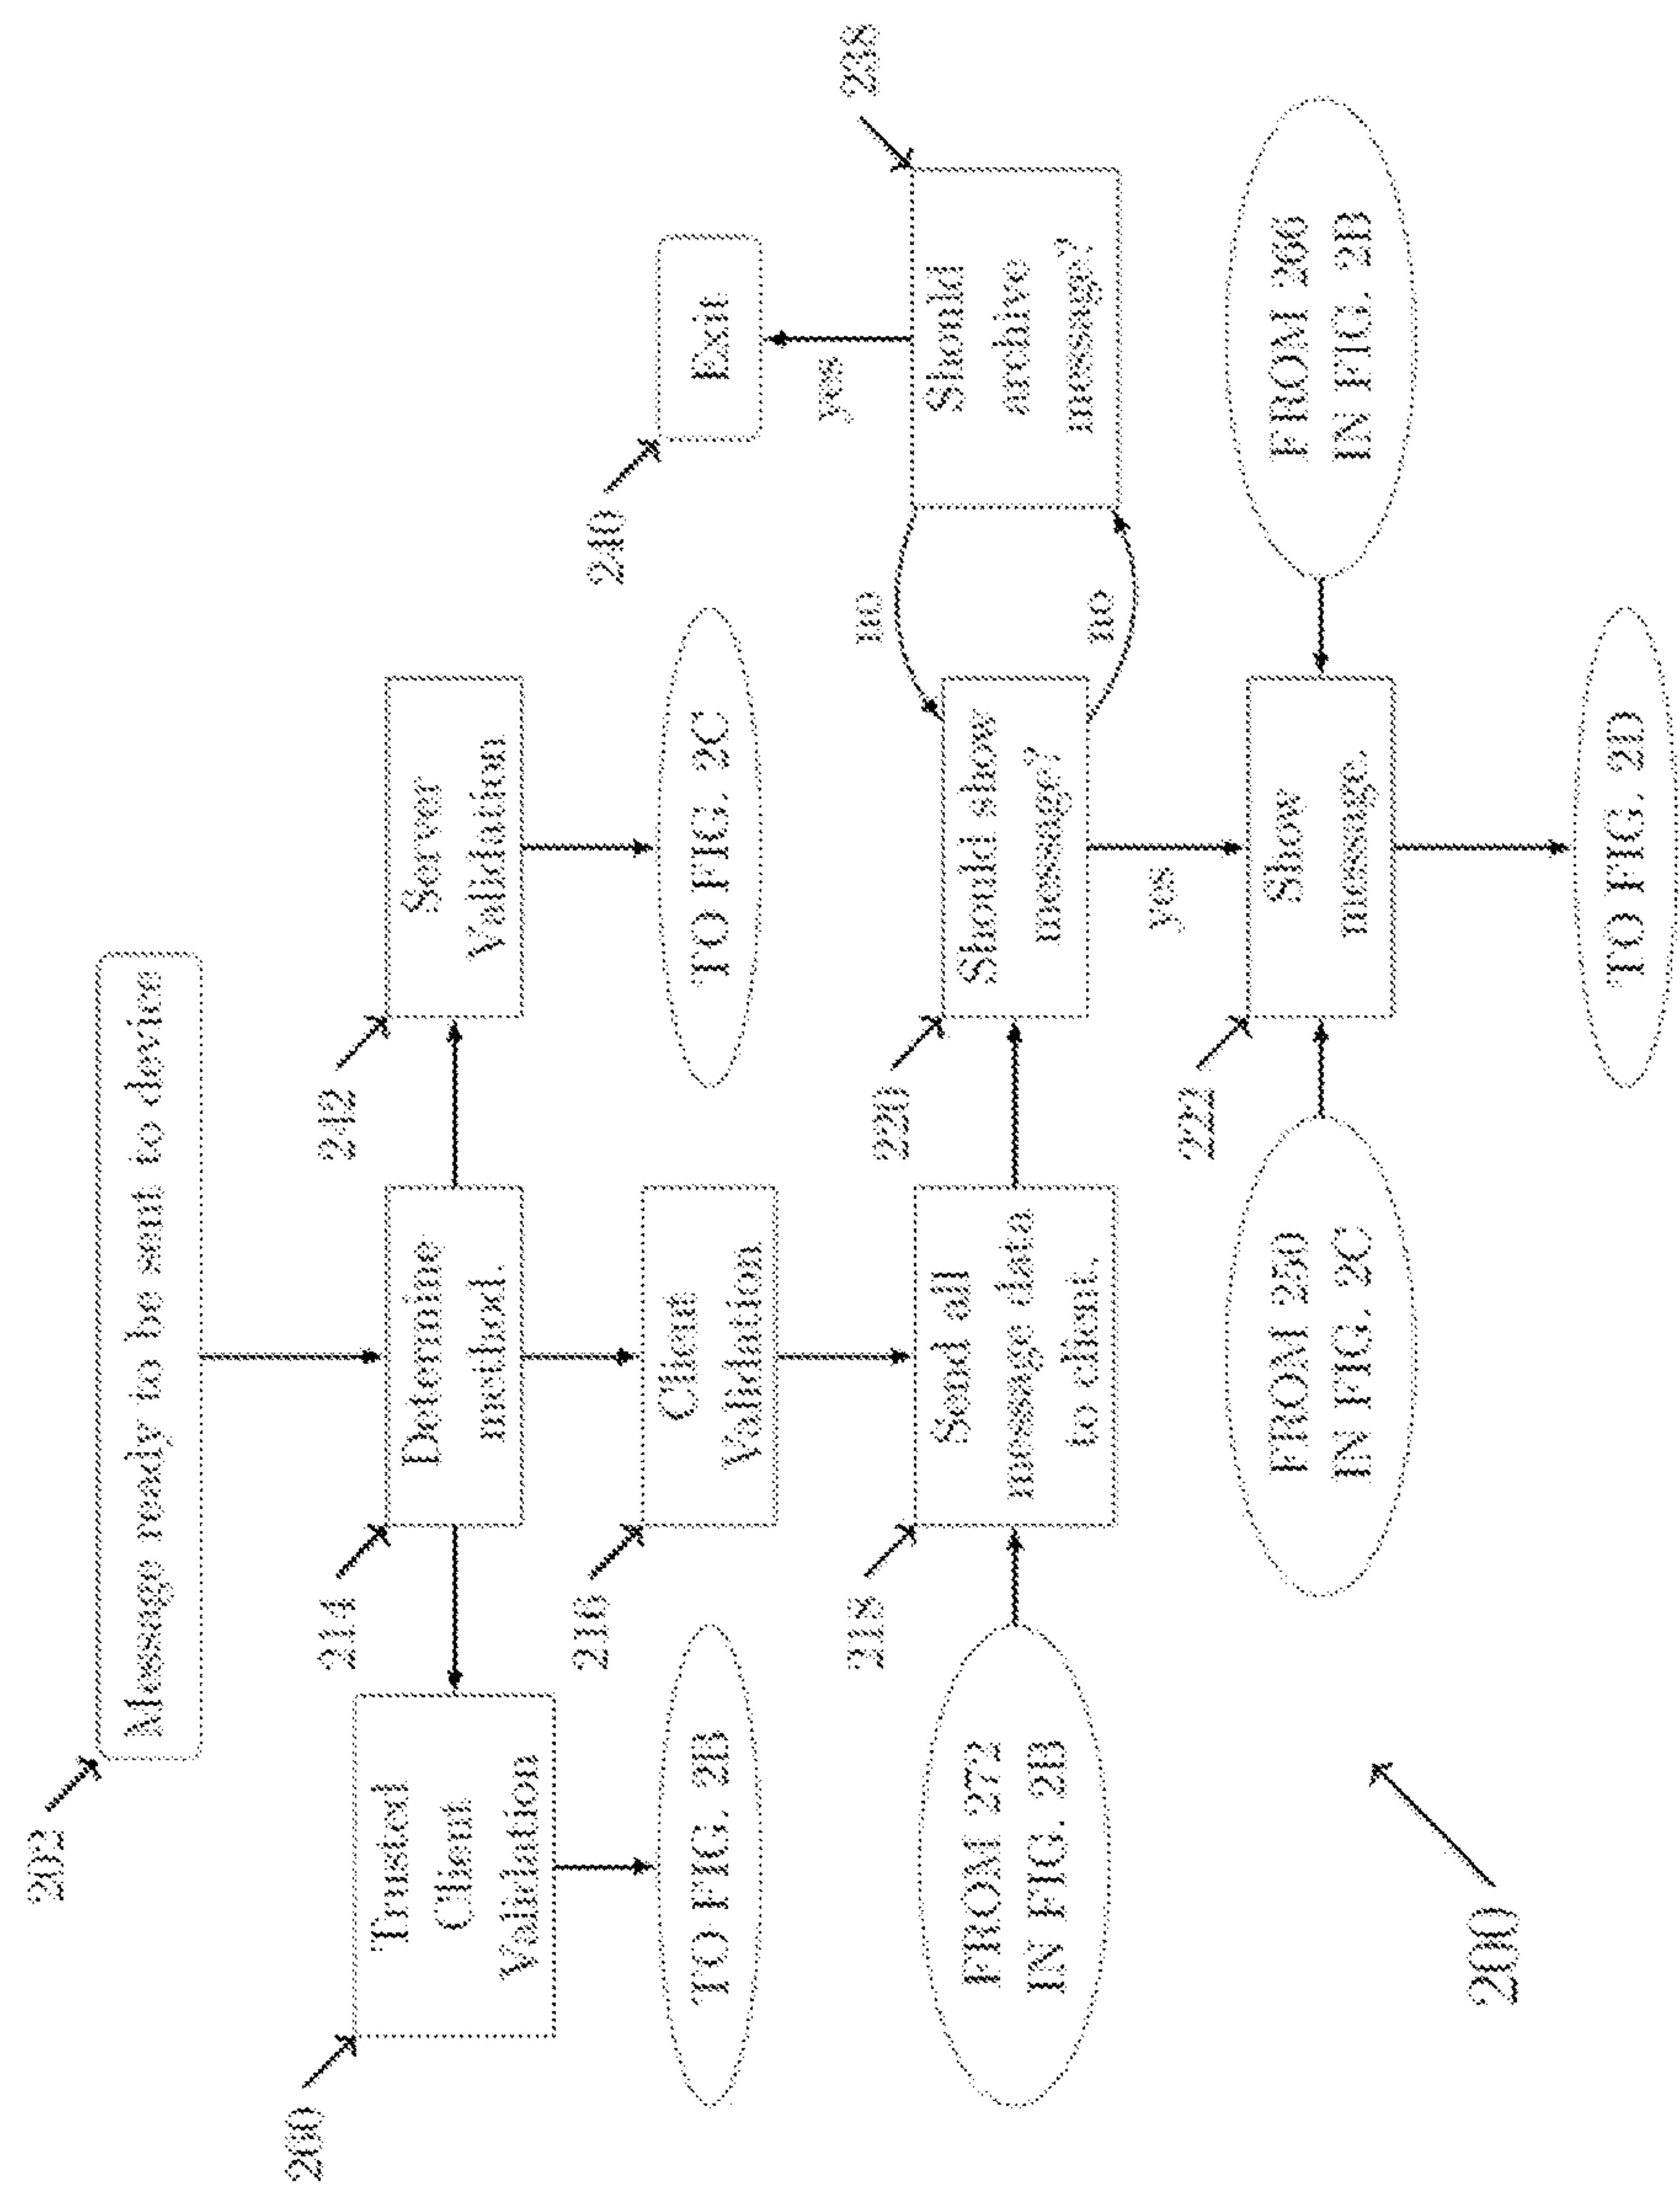 202
Message ready to be sent to device
260
Trusted
Client
Validation
214
Determine
method.
242
Server
Validation
216
Client
Validation
240
Exit
TO FIG. 2B
TO FIG. 2C
yes
218
Send all
message data
to client.
220
Should show
message?
no
no
238
Should
archive
message?
FROM 272
IN FIG. 2B
yes
222
Show
message.
FROM 250
IN FIG. 2C
FROM 266
IN FIG. 2B
200
TO FIG. 2D